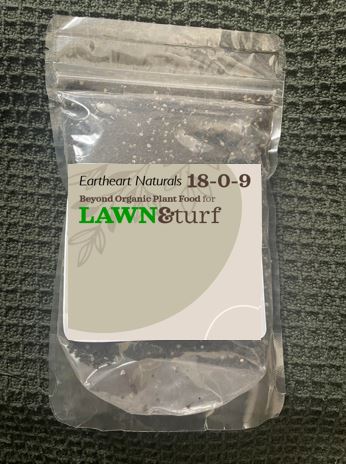 Eartheart Naturals 18-0-9
Beyond Organic Plant Food for
LAWN&turf